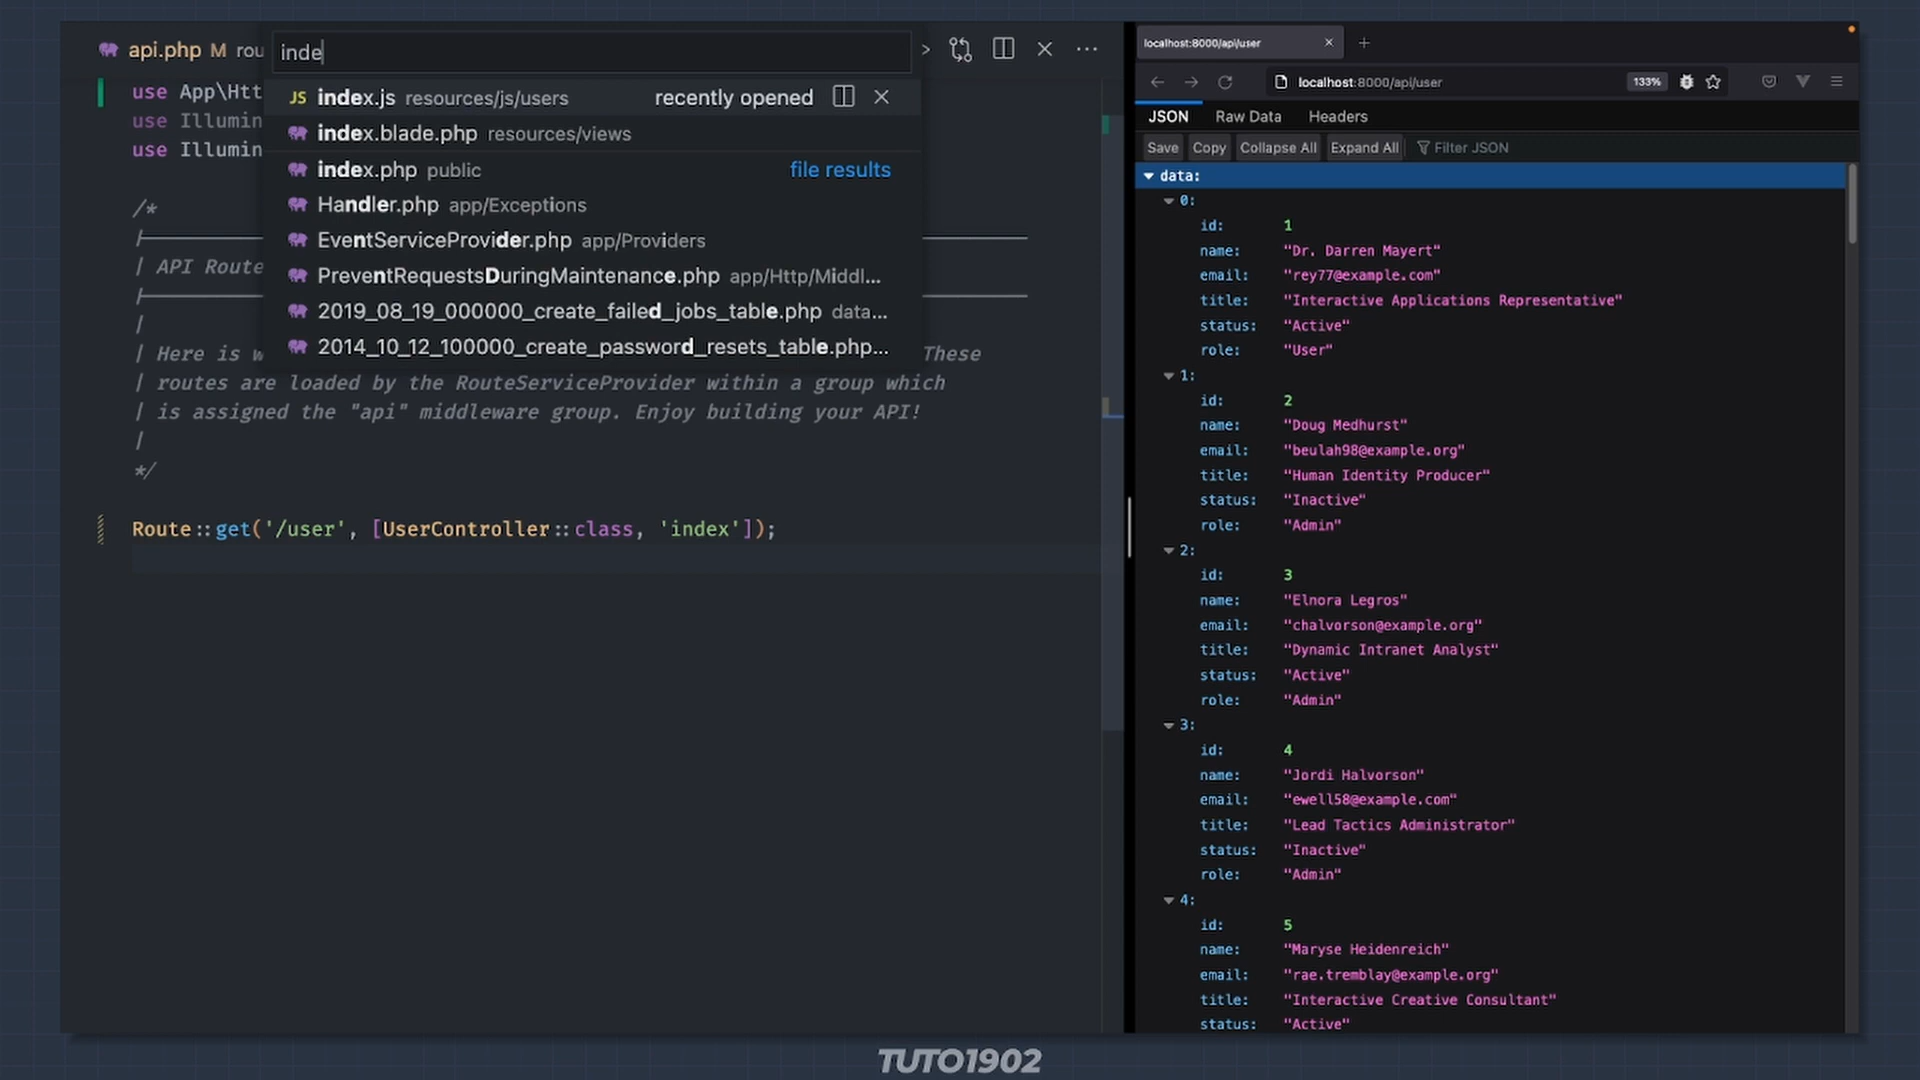 api.php M rou
inde
use App\Htt
use Illumin
use Illumin
JS index.js resources/js/users recently opened
index.blade.php resources/views
index.php public file results
Handler.php app/Exceptions
EventServiceProvider.php app/Providers
PreventRequestsDuringMaintenance.php app/Http/Middl...
2019_08_19_000000_create_failed_jobs_table.php data...
2014_10_12_100000_create_password_resets_table.php...
/*
|
| API Route
|
|
| Here is w These
| routes are loaded by the RouteServiceProvider within a group which
| is assigned the "api" middleware group. Enjoy building your API!
|
*/
Route::get('/user', [UserController::class, 'index']);
localhost:8000/api/user
localhost:8000/api/user 133%
JSON Raw Data Headers
Save Copy Collapse All Expand All Filter JSON
data:
0:
id: 1
name: "Dr. Darren Mayert"
email: "rey77@example.com"
title: "Interactive Applications Representative"
status: "Active"
role: "User"
1:
id: 2
name: "Doug Medhurst"
email: "beulah98@example.org"
title: "Human Identity Producer"
status: "Inactive"
role: "Admin"
2:
id: 3
name: "Elnora Legros"
email: "chalvorson@example.org"
title: "Dynamic Intranet Analyst"
status: "Active"
role: "Admin"
3:
id: 4
name: "Jordi Halvorson"
email: "ewell58@example.com"
title: "Lead Tactics Administrator"
status: "Inactive"
role: "Admin"
4:
id: 5
name: "Maryse Heidenreich"
email: "rae.tremblay@example.org"
title: "Interactive Creative Consultant"
status: "Active"
TUTO1902